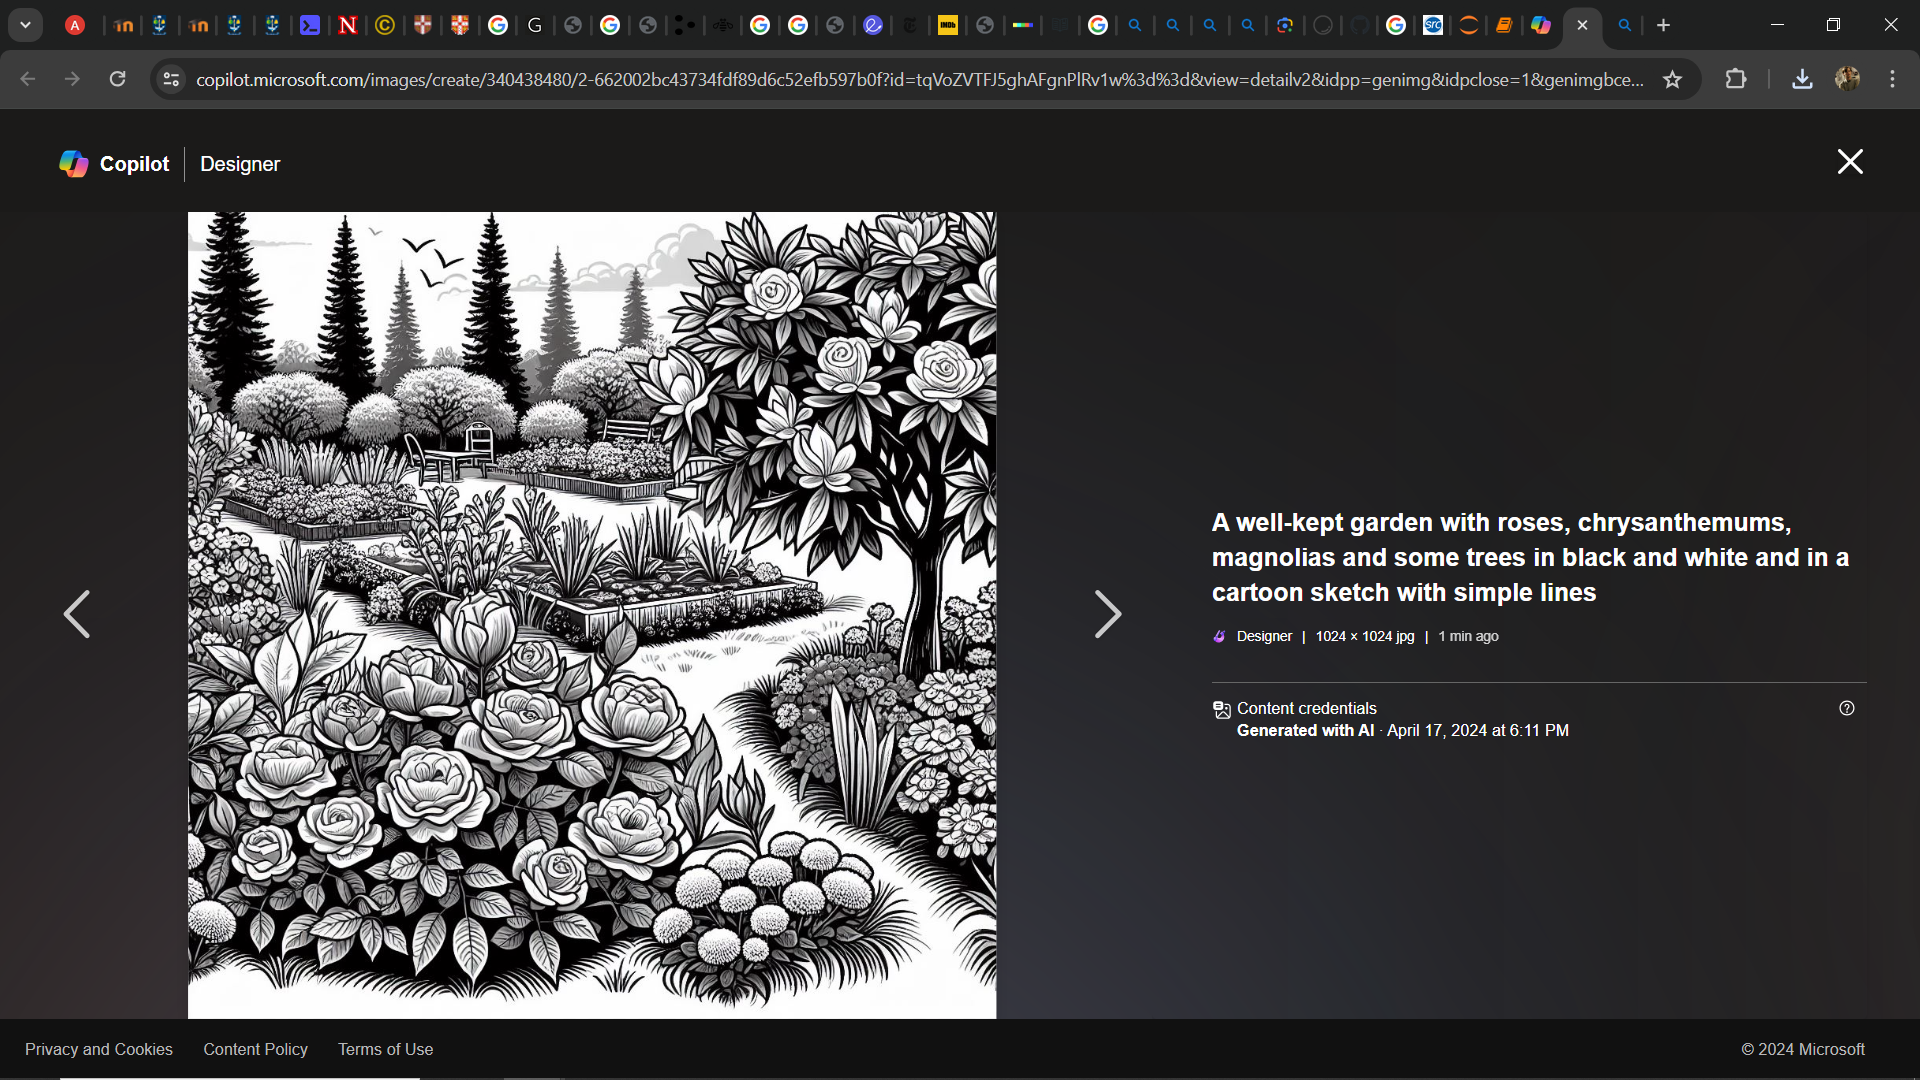 copilot.microsoft.com/images/create/340438480/2-662002bc43734fdf89d6c52efb597b0f?id=tqVoZVTFJ5ghAFgnPlRv1w%3d%3d&view=detailv2&idpp=genimg&idpclose=1&genimgbce...
Copilot
Designer
A well-kept garden with roses, chrysanthemums,
magnolias and some trees in black and white and in a
cartoon sketch with simple lines
Designer | 1024 × 1024 jpg | 1 min ago
Content credentials
Generated with AI · April 17, 2024 at 6:11 PM
Privacy and Cookies
Content Policy
Terms of Use
© 2024 Microsoft